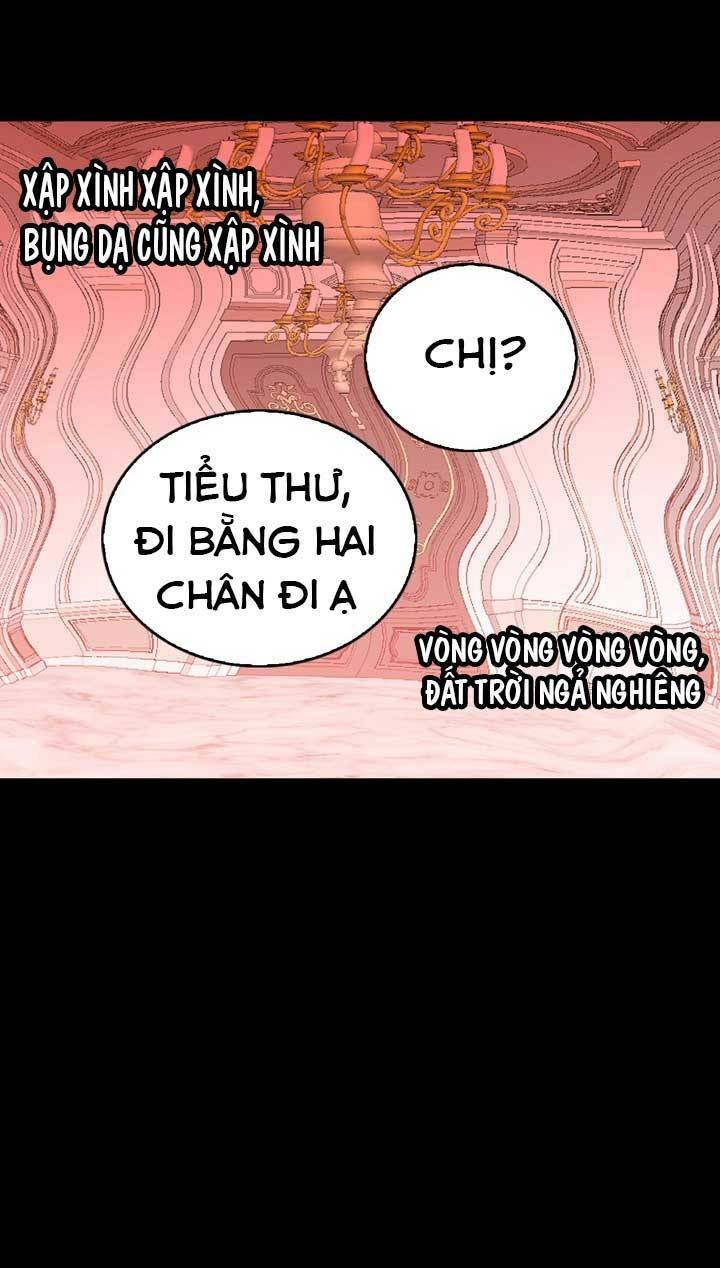 XẬP XÌNH XẬP XÌNH,
BỤNG DẠ CŨNG XẬP XÌNH
CHỊ?
TIỂU THƯ,
ĐI BẰNG HAI
CHÂN ĐI Ạ
VÒNG VÒNG VÒNG VÒNG,
ĐẤT TRỜI NGẢ NGHIÊNG